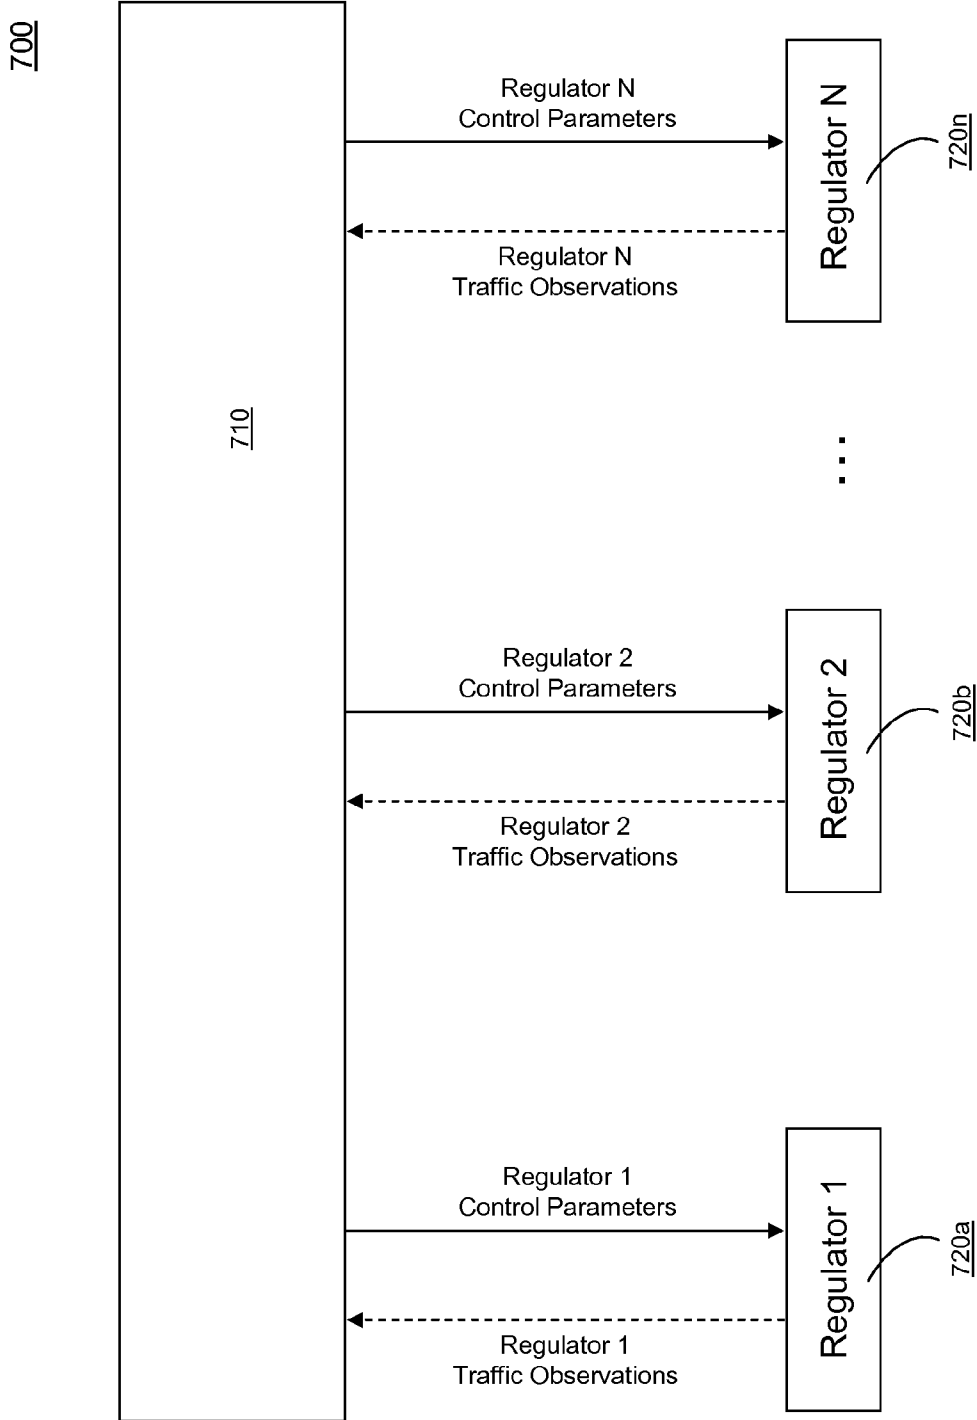 700
Regulator N
Control Parameters
Regulator N
Traffic Observations
Regulator N
720n
710
...
Regulator 2
Control Parameters
Regulator 2
Traffic Observations
Regulator 2
720b
Regulator 1
Control Parameters
Regulator 1
Traffic Observations
Regulator 1
720a